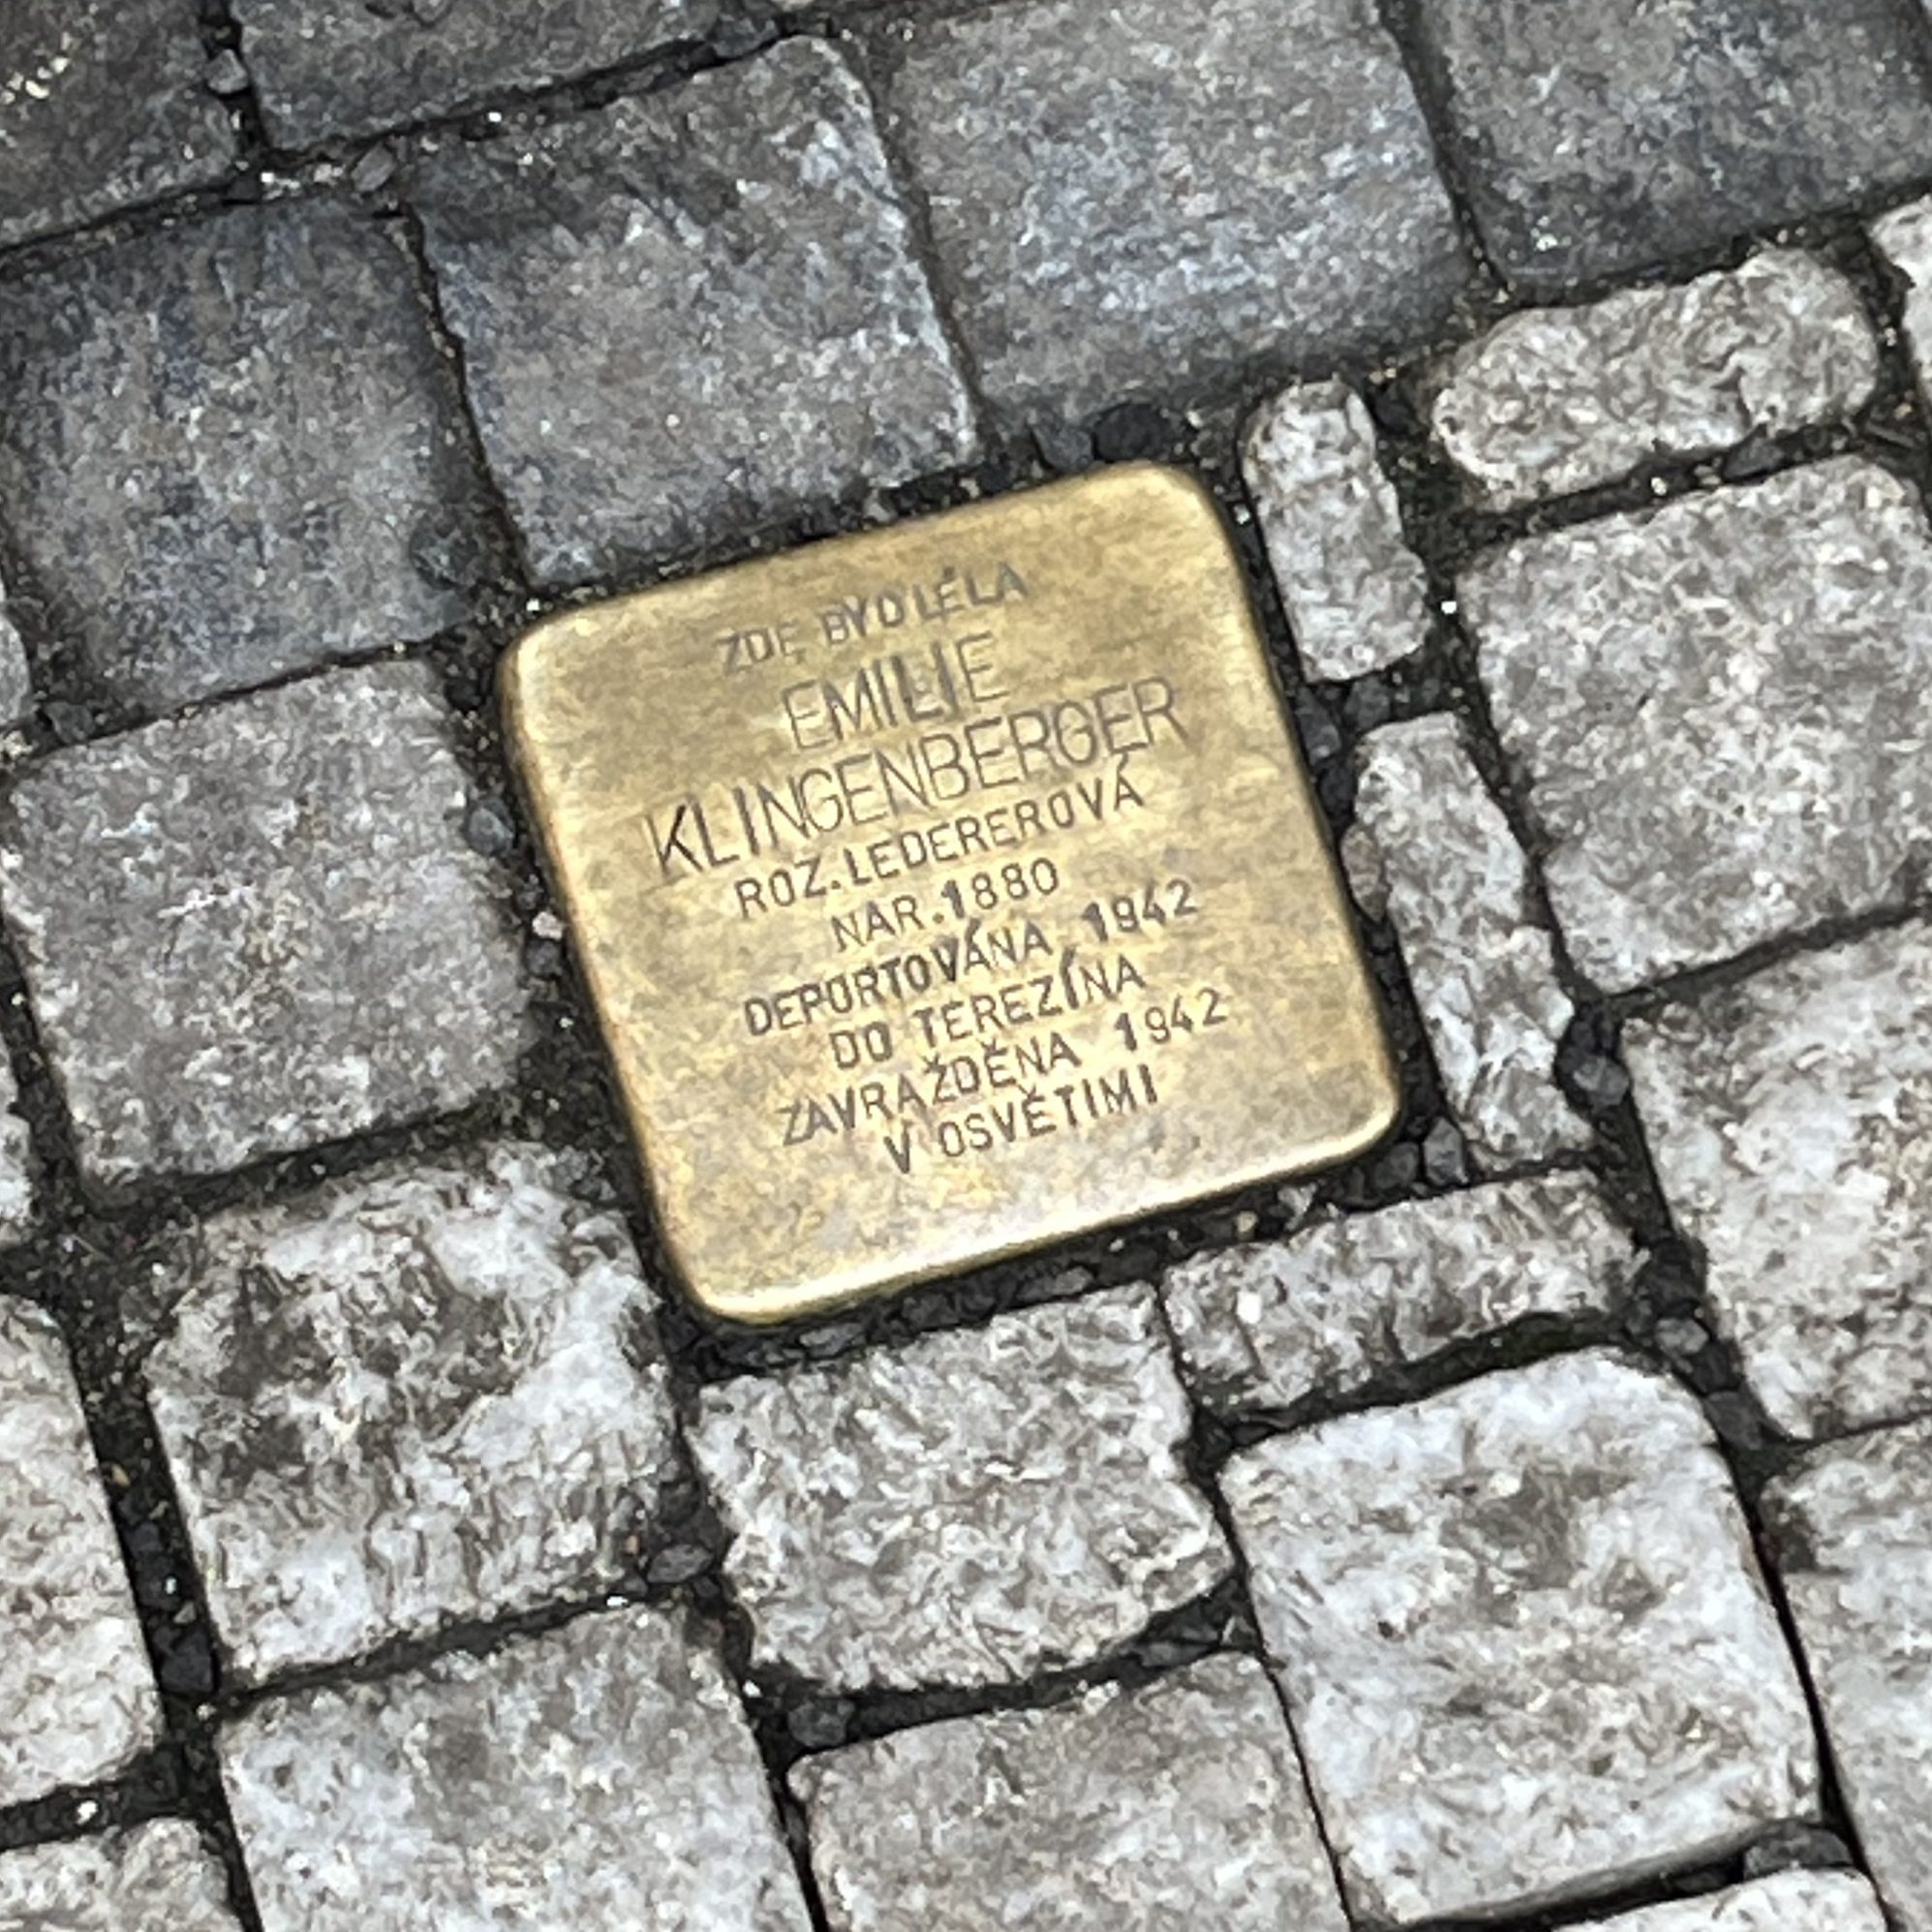 ZDE BYDLELA
EMILIE
KLINGENBERGER
ROZ. LEDEREROVÁ
NAR. 1880
DEPORTOVÁNA 1942
DO TEREZÍNA
ZAVRAŽDĚNA 1942
V OSVĚTIMI